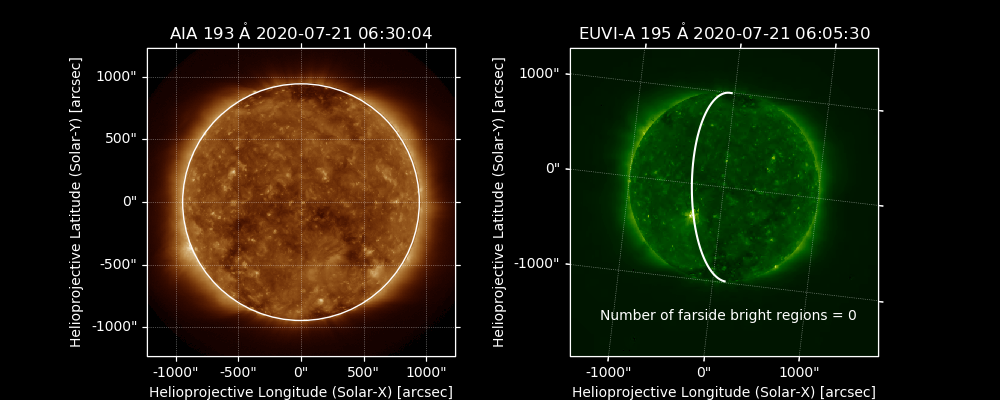 AIA 193 Å 2020-07-21 06:30:04
1000"
500"
0"
-500"
-1000"
-1000" -500" 0" 500" 1000"
Helioprojective Longitude (Solar-X) [arcsec]
Helioprojective Latitude (Solar-Y) [arcsec]
EUVI-A 195 Å 2020-07-21 06:05:30
1000"
0"
-1000"
Number of farside bright regions = 0
-1000" 0" 1000"
Helioprojective Longitude (Solar-X) [arcsec]
Helioprojective Latitude (Solar-Y) [arcsec]